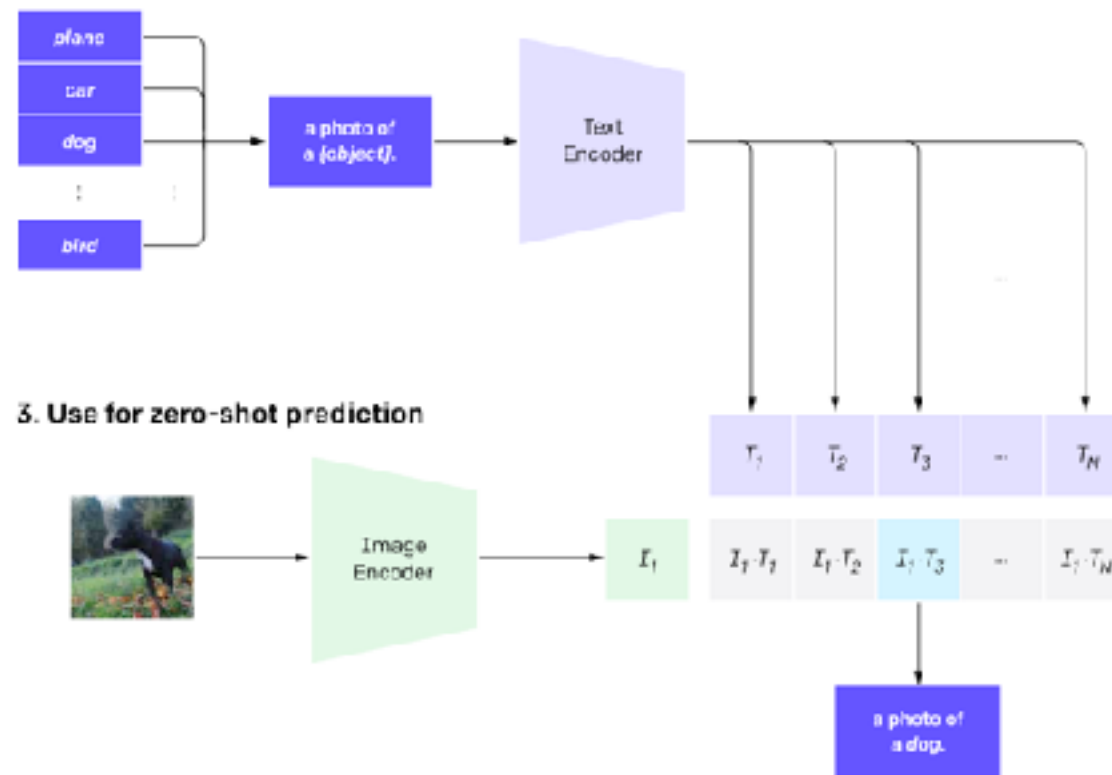 plane
car
dog
⋮
bird
a photo of
a {object}.
Text
Encoder
...
3. Use for zero-shot prediction
T1 T2 T3 ... TN
Image
Encoder
I1
I1·T1 I1·T2 I1·T3 ... I1·TN
a photo of
a dog.